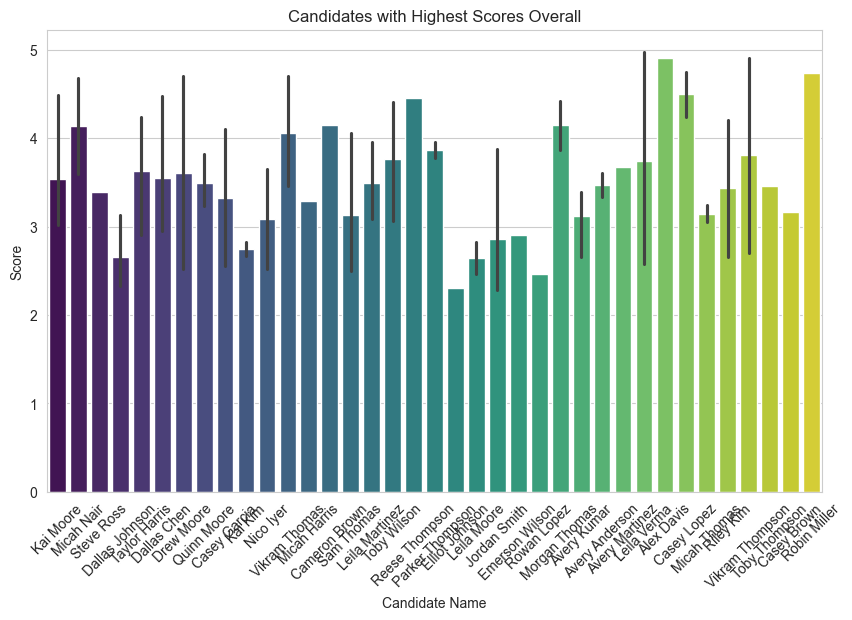 Candidates with Highest Scores Overall
5
4
3
2
1
0
Score
Kai Moore
Micah Nair
Steve Ross
Dallas Johnson
Taylor Harris
Dallas Chen
Drew Moore
Quinn Moore
Casey Garcia
Kai Kim
Nico Iyer
Vikram Thomas
Micah Harris
Cameron Brown
Sam Thomas
Leila Martinez
Toby Wilson
Reese Thompson
Parker Thompson
Elliot Johnson
Leila Moore
Jordan Smith
Emerson Wilson
Rowan Lopez
Morgan Thomas
Avery Kumar
Avery Anderson
Avery Martinez
Leila Verma
Alex Davis
Casey Lopez
Micah Thomas
Riley Kim
Vikram Thompson
Toby Thompson
Casey Brown
Robin Miller
Candidate Name